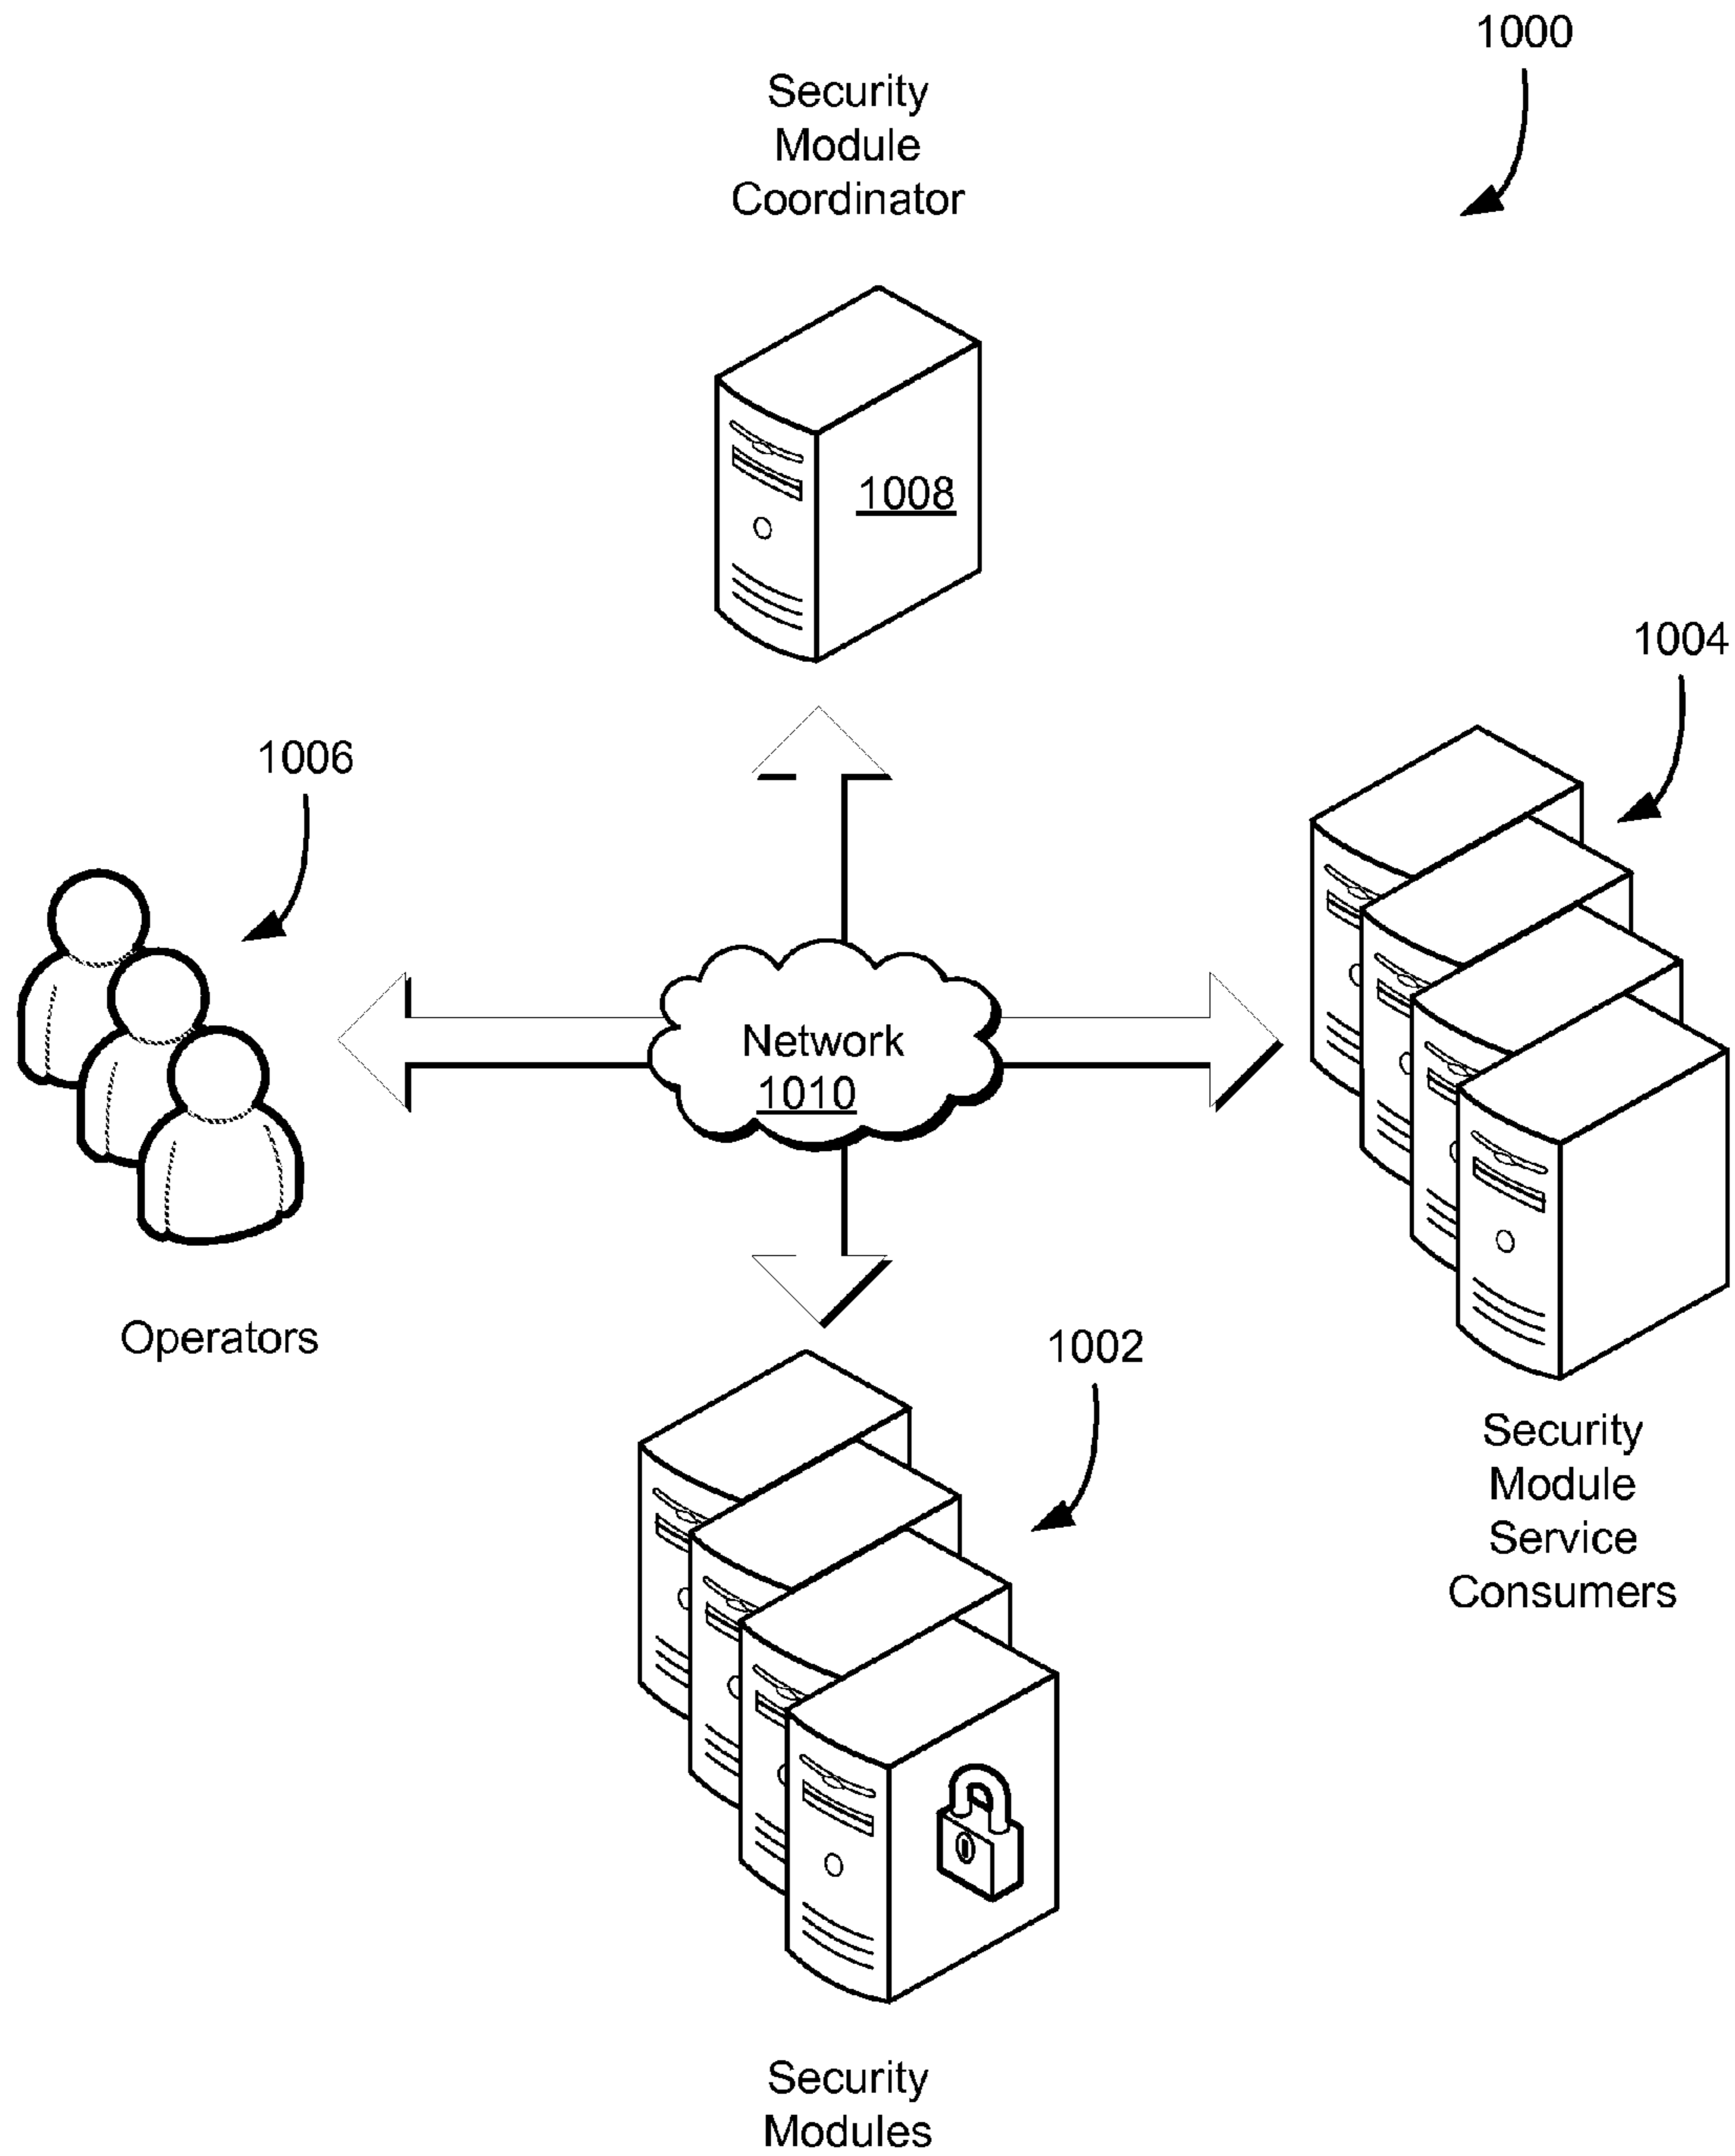 1000
Security
Module
Coordinator
1008
1004
1006
Network
1010
Operators
1002
Security
Module
Service
Consumers
Security
Modules